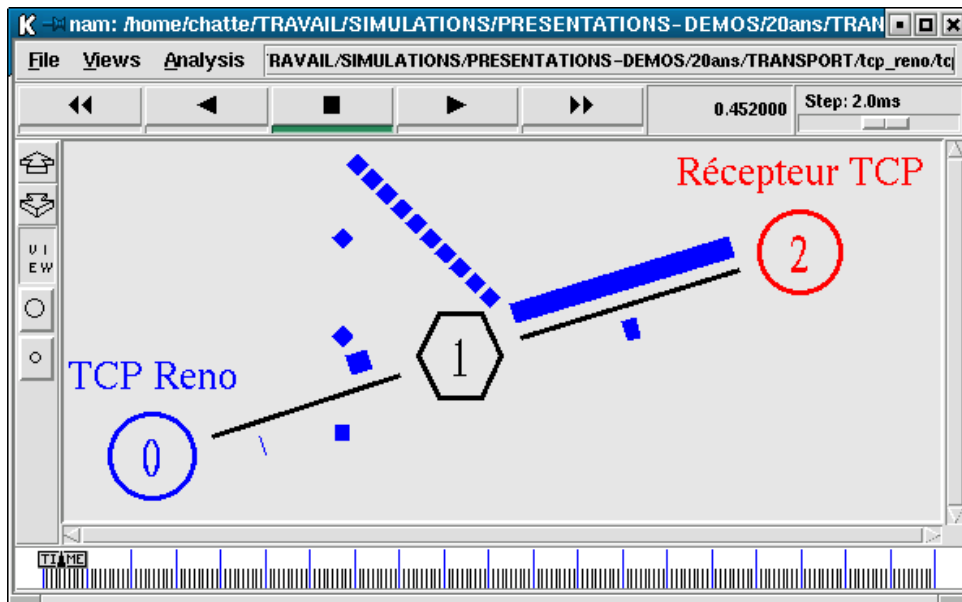 nam: /home/chatte/TRAVAIL/SIMULATIONS/PRESENTATIONS-DEMOS/20ans/TRAN
File Views Analysis RAVAIL/SIMULATIONS/PRESENTATIONS-DEMOS/20ans/TRANSPORT/tcp_reno/tcp
0.452000 Step: 2.0ms
VIEW
Récepteur TCP
2
1
TCP Reno
0
TIME